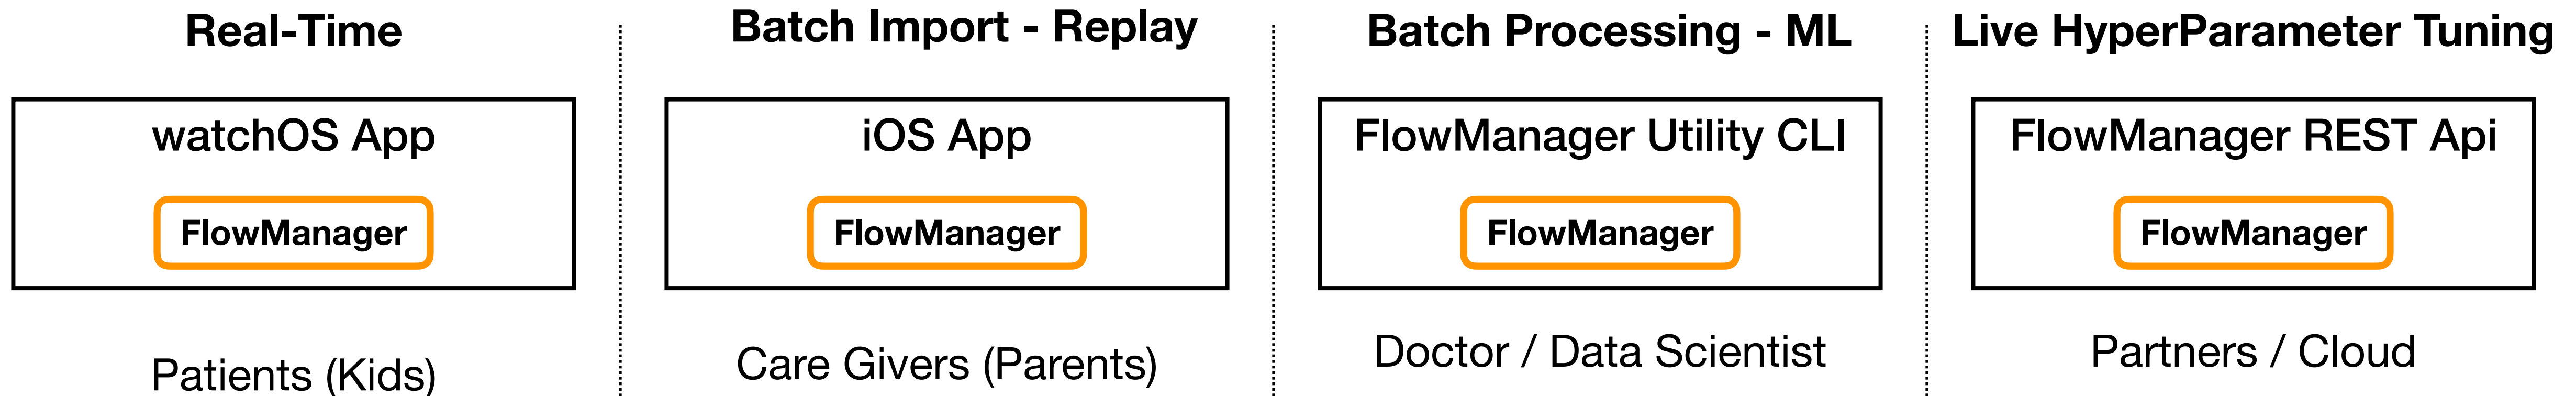 Real-Time
watchOS App
FlowManager
Patients (Kids)
Batch Import - Replay
iOS App
FlowManager
Care Givers (Parents)
Batch Processing - ML
FlowManager Utility CLI
FlowManager
Doctor / Data Scientist
Live HyperParameter Tuning
FlowManager REST Api
FlowManager
Partners / Cloud